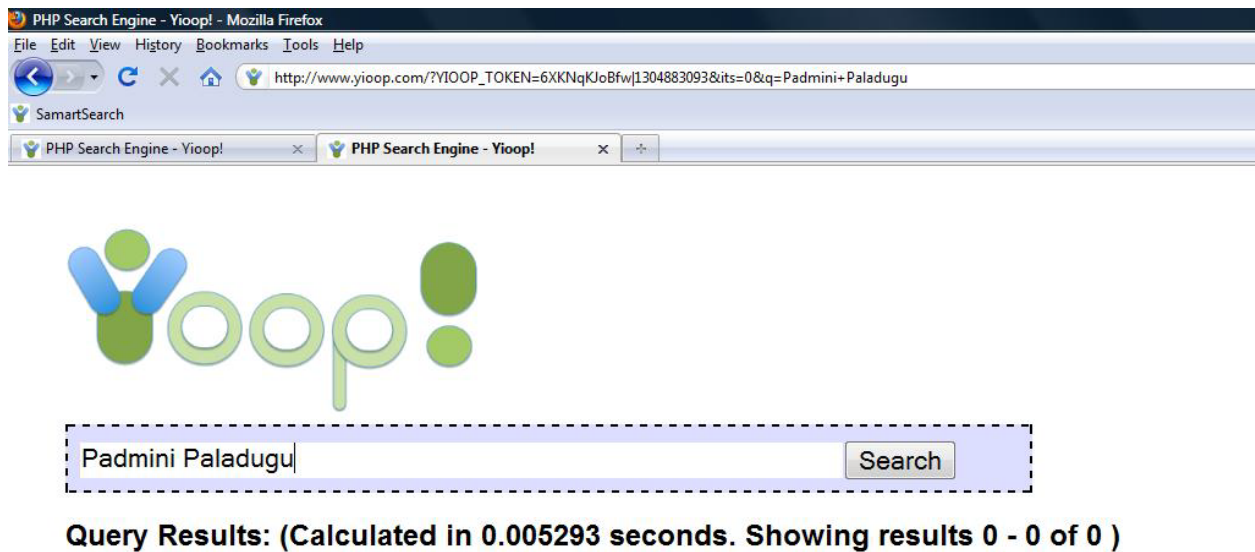 PHP Search Engine - Yioop! - Mozilla Firefox
File Edit View History Bookmarks Tools Help
http://www.yioop.com/?YIOOP_TOKEN=6XKNqKJoBfw|1304883093&its=0&q=Padmini+Paladugu
SamartSearch
PHP Search Engine - Yioop! PHP Search Engine - Yioop!
Yioop!
Padmini Paladugu Search
Query Results: (Calculated in 0.005293 seconds. Showing results 0 - 0 of 0 )